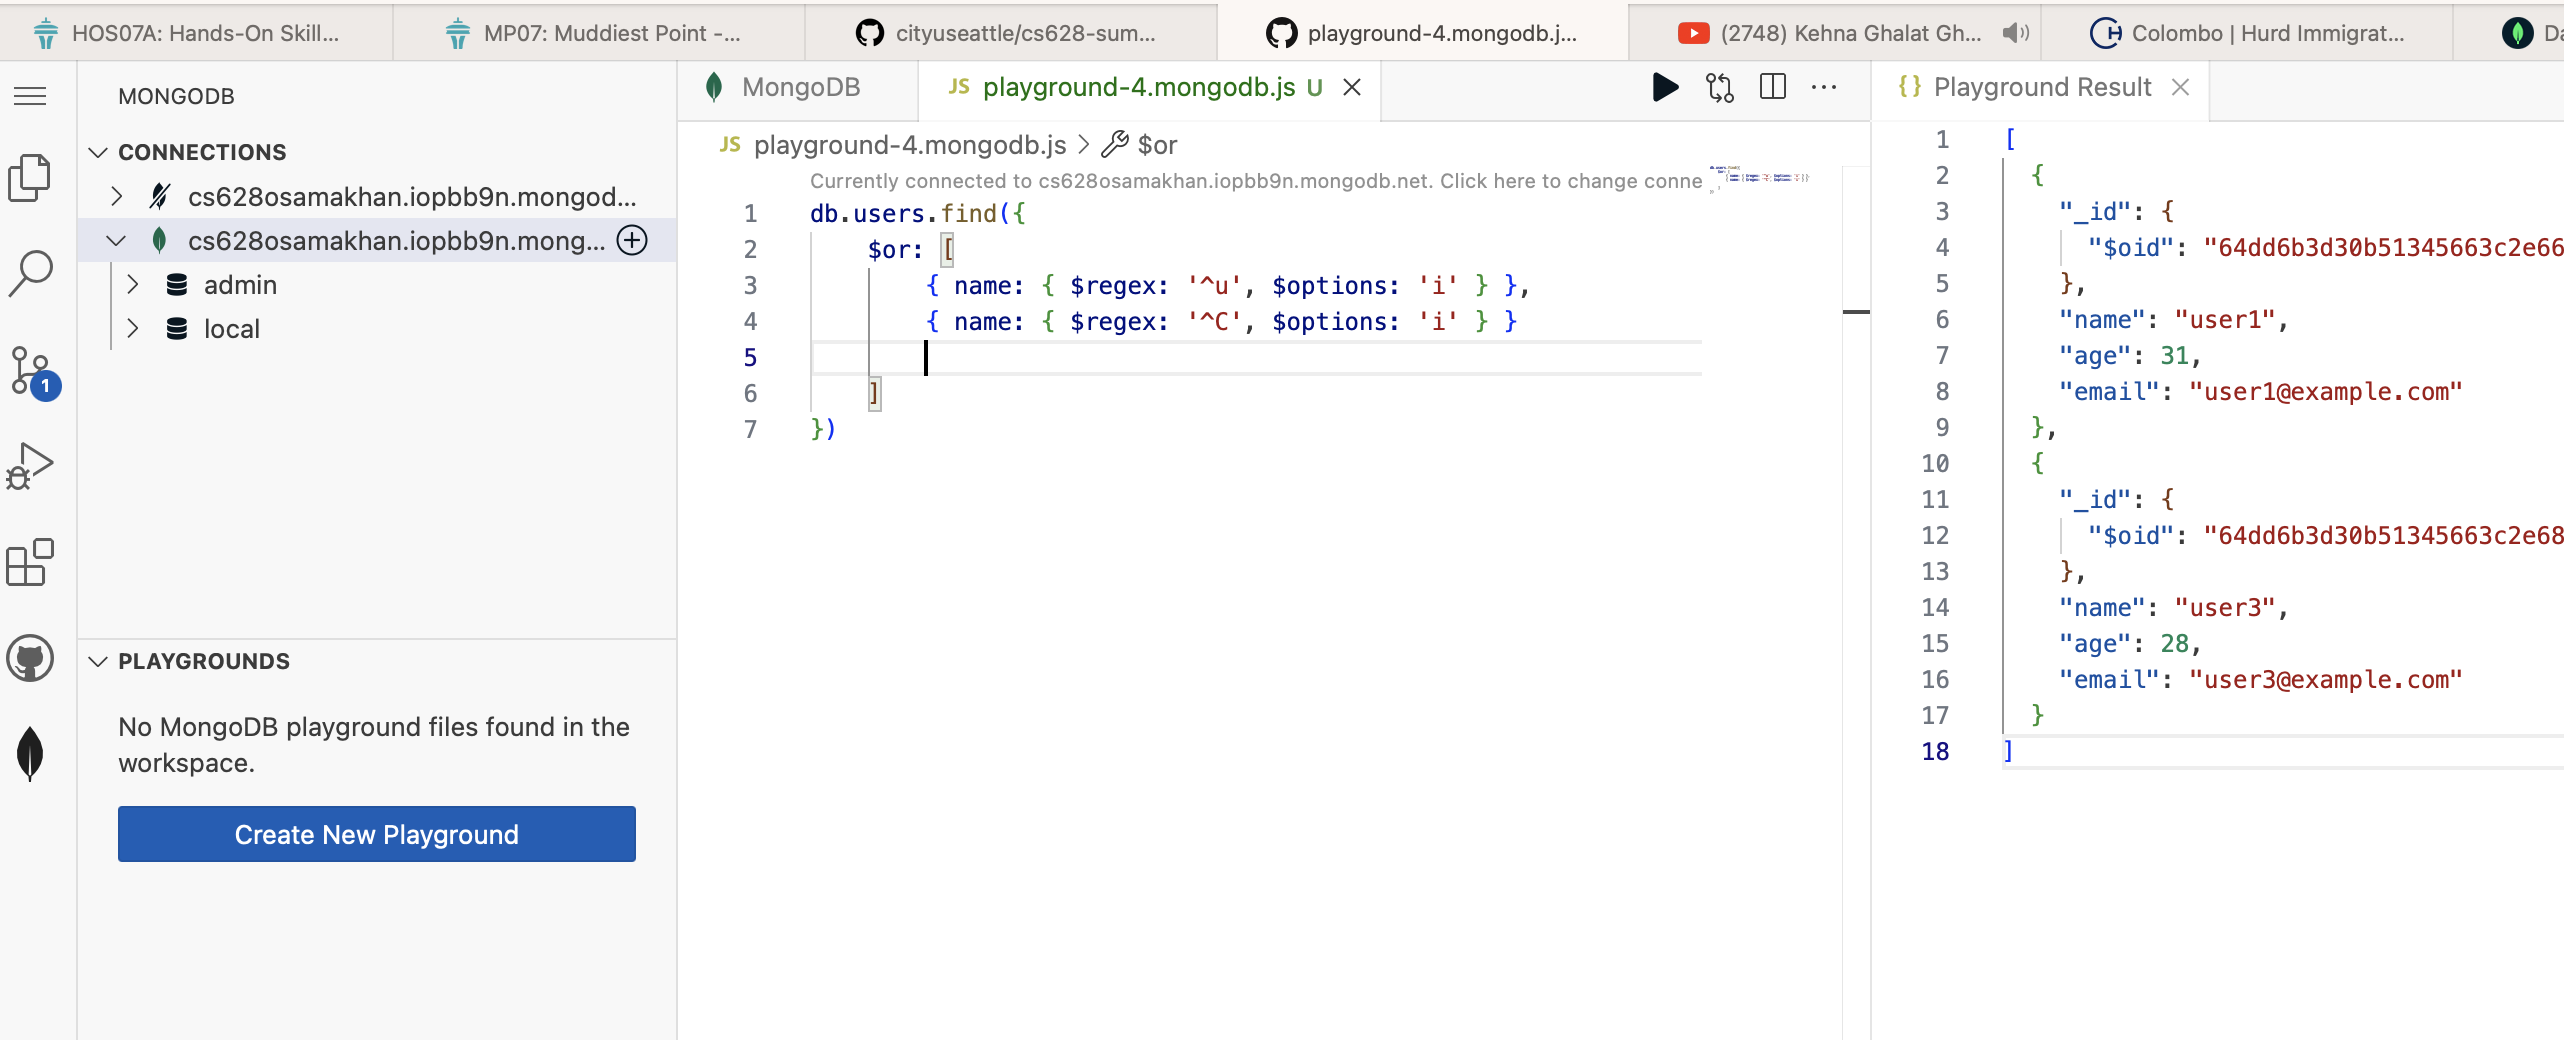 HOS07A: Hands-On Skill...
MP07: Muddiest Point -...
cityuseattle/cs628-sum...
playground-4.mongodb.j...
(2748) Kehna Ghalat Gh...
Colombo | Hurd Immigrat...
MONGODB
CONNECTIONS
cs628osamakhan.iopbb9n.mongod...
cs628osamakhan.iopbb9n.mong...
admin
local
1
PLAYGROUNDS
No MongoDB playground files found in the
workspace.
Create New Playground
MongoDB
JS playground-4.mongodb.js U
JS playground-4.mongodb.js > $or
Currently connected to cs628osamakhan.iopbb9n.mongodb.net. Click here to change conne
1 db.users.find({
2 $or: [
3 { name: { $regex: '^u', $options: 'i' } },
4 { name: { $regex: '^C', $options: 'i' } }
5
6 ]
7 })
{} Playground Result
1 [
2 {
3 "_id": {
4 "$oid": "64dd6b3d30b51345663c2e66
5 },
6 "name": "user1",
7 "age": 31,
8 "email": "user1@example.com"
9 },
10 {
11 "_id": {
12 "$oid": "64dd6b3d30b51345663c2e68
13 },
14 "name": "user3",
15 "age": 28,
16 "email": "user3@example.com"
17 }
18 ]